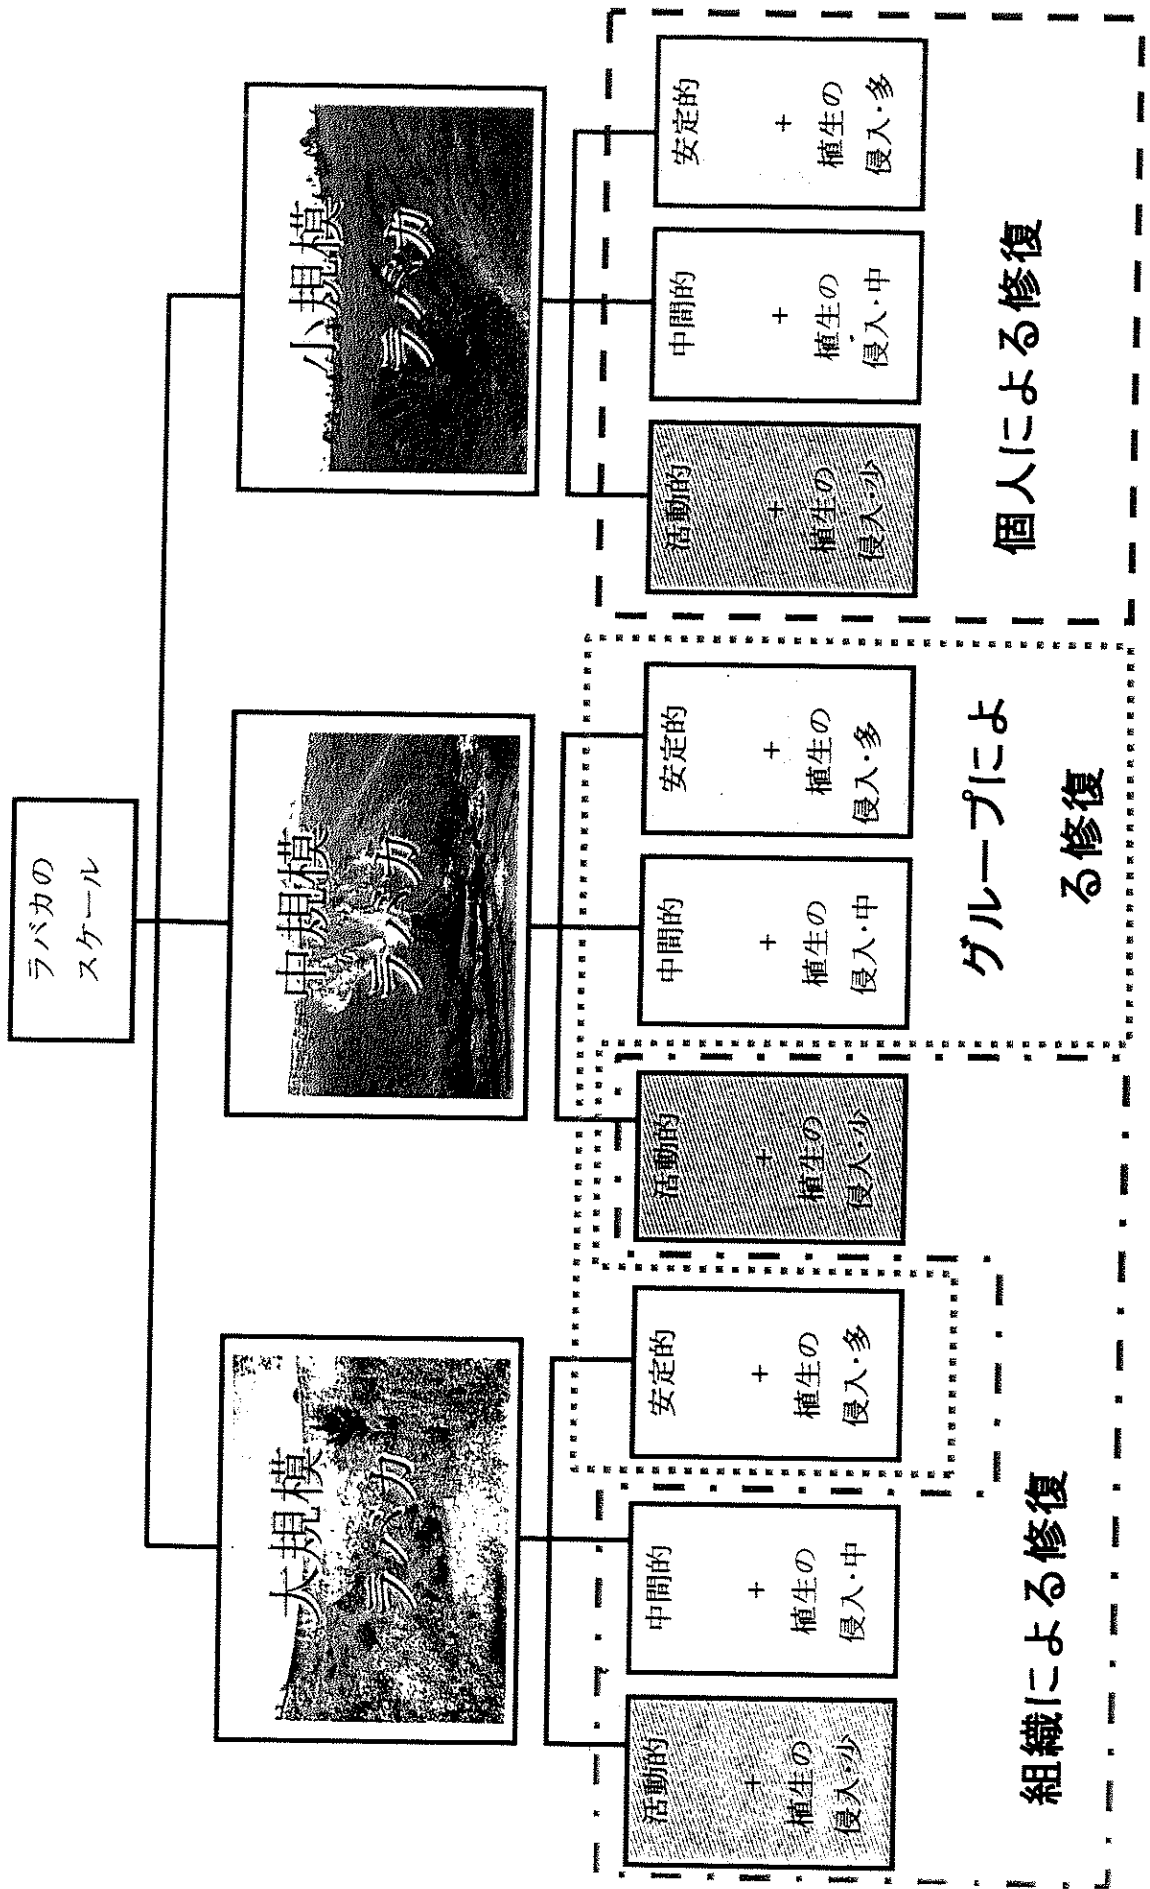 ラバカの
スケール
大規模
ラバカ
中規模
ラバカ
小規模
ラバカ
活動的
+
植生の
侵入・少
中間的
+
植生の
侵入・中
安定的
+
植生の
侵入・多
活動的
+
植生の
侵入・少
中間的
+
植生の
侵入・中
安定的
+
植生の
侵入・多
活動的
+
植生の
侵入・少
中間的
+
植生の
侵入・中
安定的
+
植生の
侵入・多
組織による修復
グループによ
る修復
個人による修復